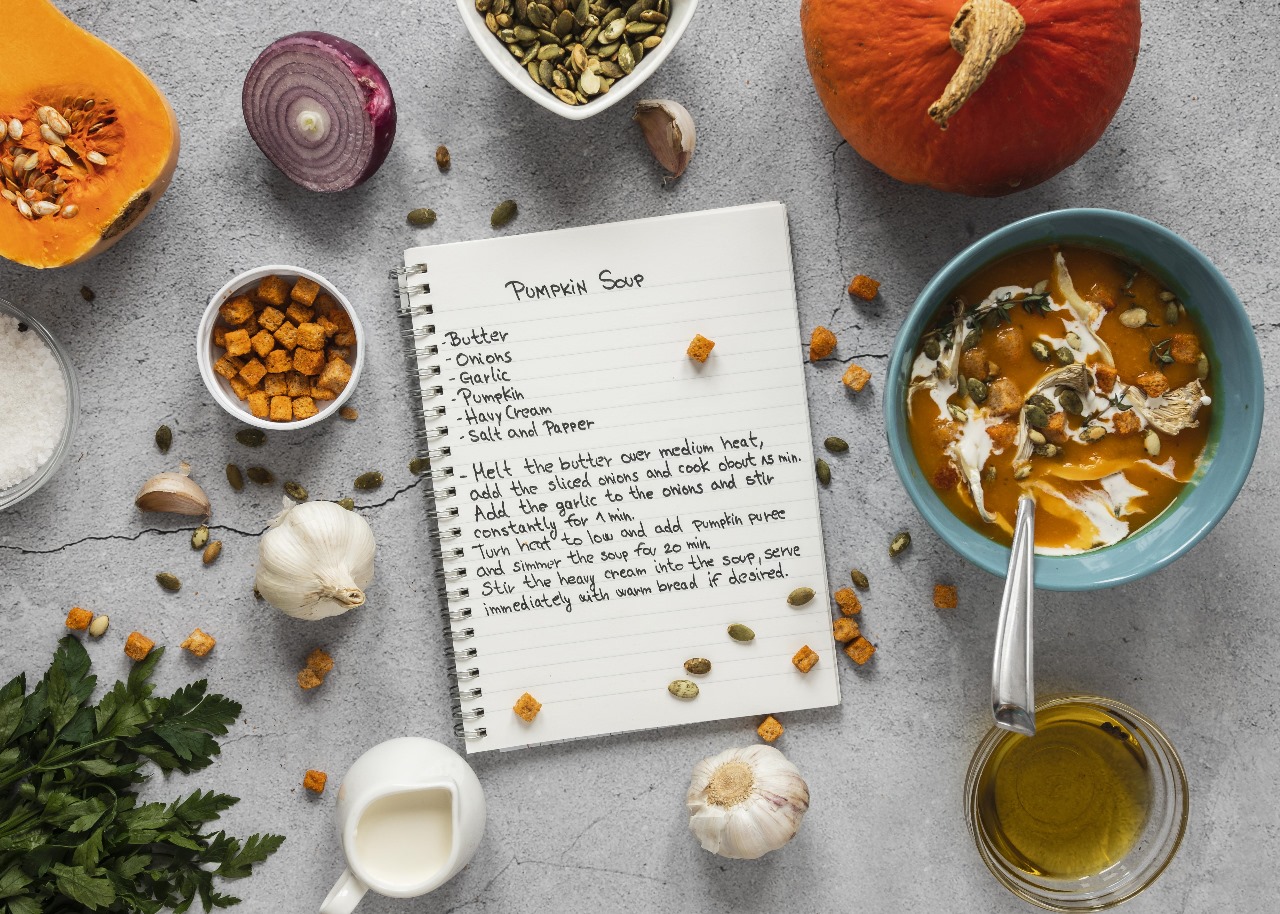 Pumpkin Soup
- Butter
- Onions
- Garlic
- Pumpkin
- Havy Cream
- Salt and Papper
- Melt the butter over medium heat,
add the sliced onions and cook about 15 min.
Add the garlic to the onions and stir
constantly for 1 min.
Turn heat to low and add pumpkin puree
and simmer the soup for 20 min.
Stir the heavy cream into the soup, serve
immediately with warm bread if desired.